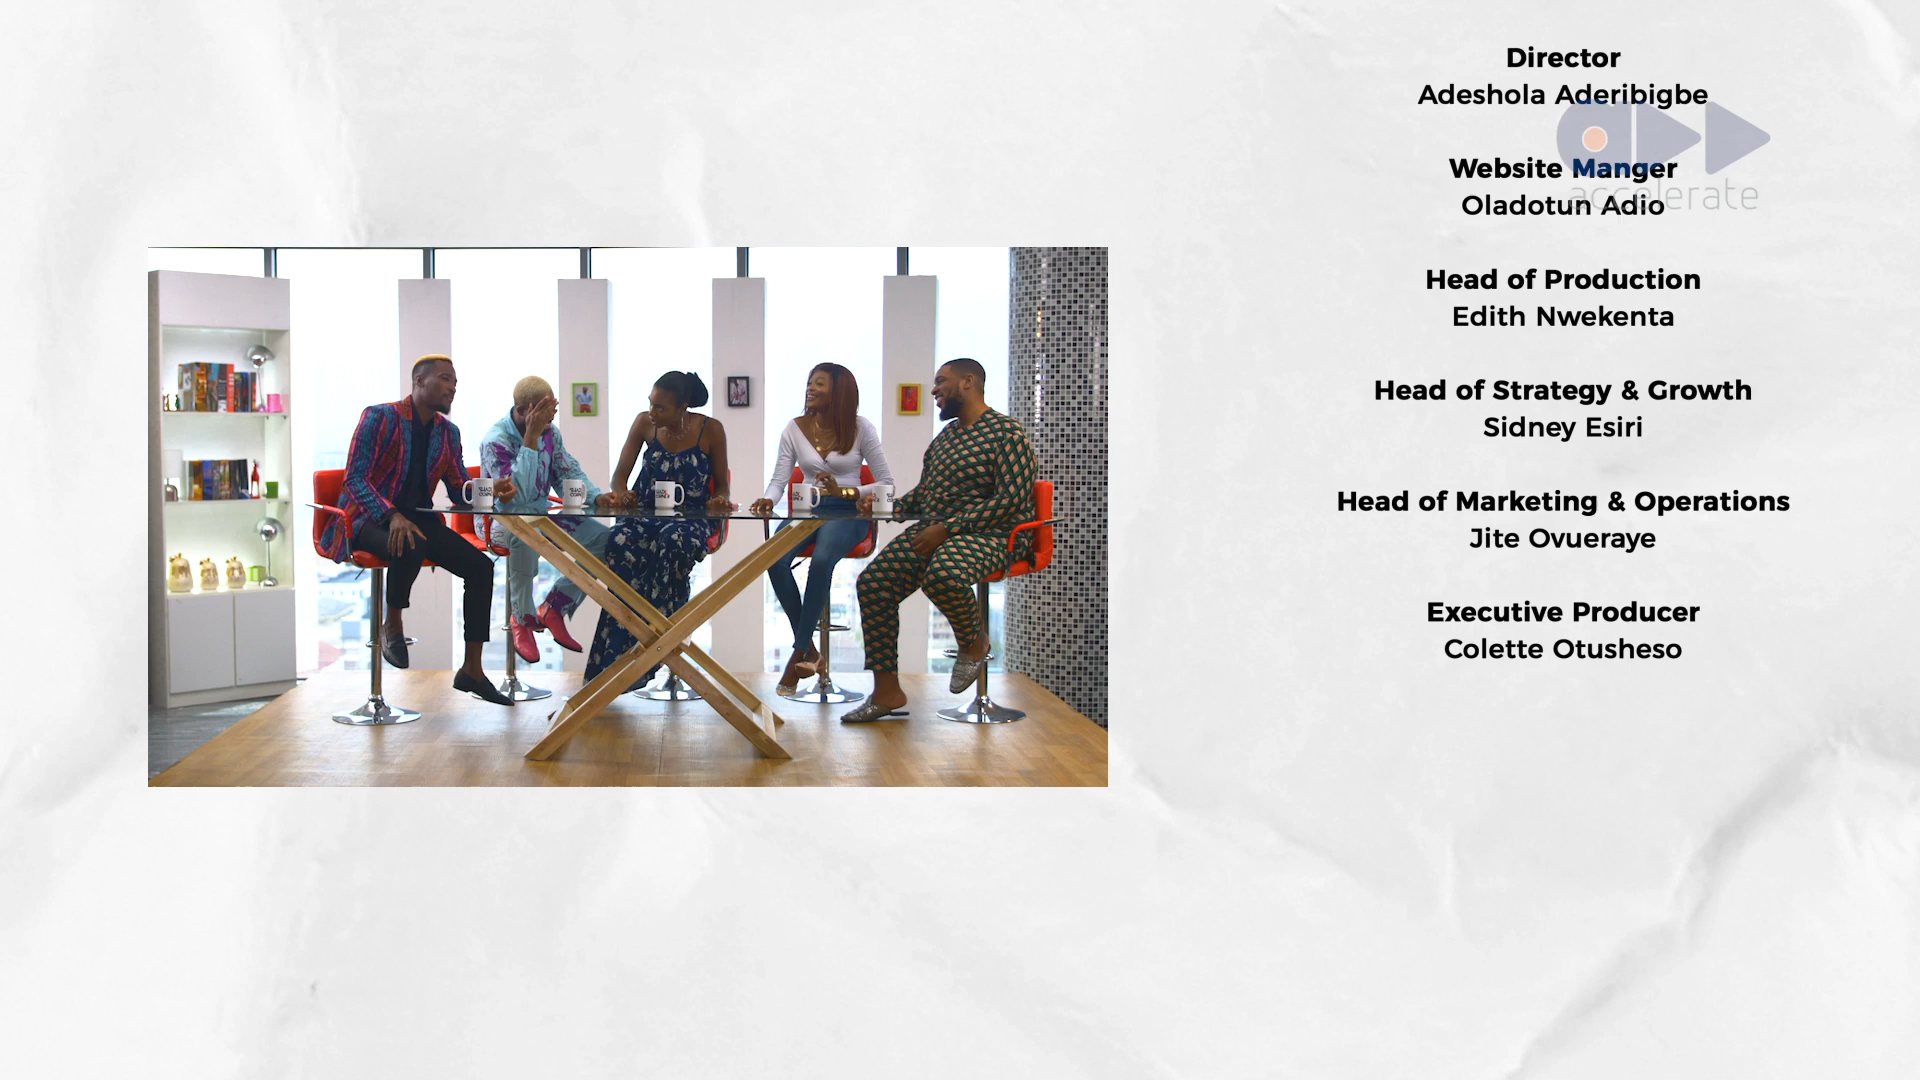 Director
Adeshola Aderibigbe
Website Manger
Oladotun Adio
accelerate
Head of Production
Edith Nwekenta
Head of Strategy & Growth
Sidney Esiri
Head of Marketing & Operations
Jite Ovueraye
Executive Producer
Colette Otusheso